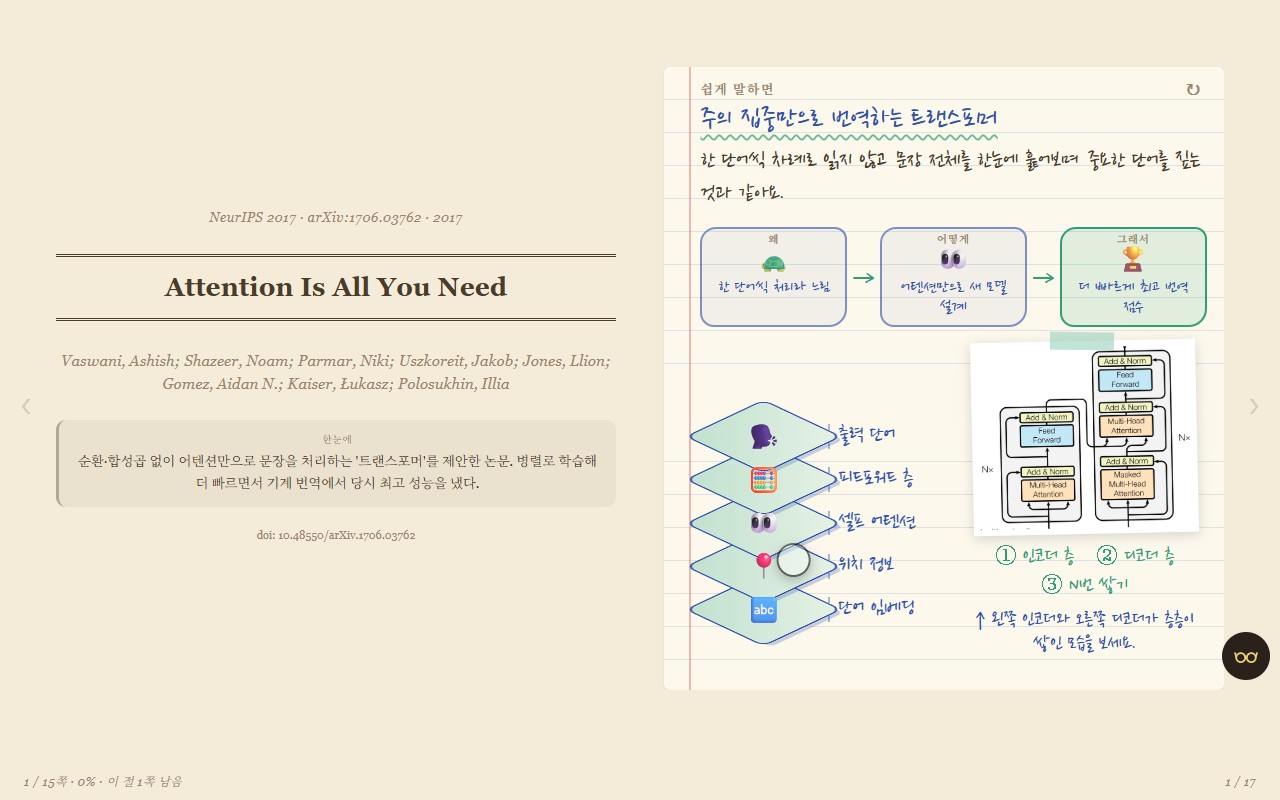 NeurIPS 2017 · arXiv:1706.03762 · 2017
Attention Is All You Need
Vaswani, Ashish; Shazeer, Noam; Parmar, Niki; Uszkoreit, Jakob; Jones, Llion;
Gomez, Aidan N.; Kaiser, Łukasz; Polosukhin, Illia
한눈에
순환·합성곱 없이 어텐션만으로 문장을 처리하는 '트랜스포머'를 제안한 논문. 병렬로 학습해
더 빠르면서 기계 번역에서 당시 최고 성능을 냈다.
doi: 10.48550/arXiv.1706.03762
1 / 15쪽 · 0% · 이 절 1쪽 남음
쉽게 말하면
주의 집중만으로 번역하는 트랜스포머
한 단어씩 차례로 읽지 않고 문장 전체를 한눈에 훑어보며 중요한 단어를 짚는
것과 같아요.
왜
한 단어씩 처리라 느림
어떻게
어텐션만으로 새 모델
설계
그래서
더 빠르게 최고 번역
점수
출력 단어
피드포워드 층
셀프 어텐션
위치 정보
abc
단어 임베딩
Add & Norm
Feed
Forward
Add & Norm
Multi-Head
Attention
Add & Norm
Masked
Multi-Head
Attention
N×
Add & Norm
Feed
Forward
Add & Norm
Multi-Head
Attention
N×
① 인코더 층 ② 디코더 층
③ N번 쌓기
↑ 왼쪽 인코더와 오른쪽 디코더가 층층이
쌓인 모습을 보세요.
1 / 17